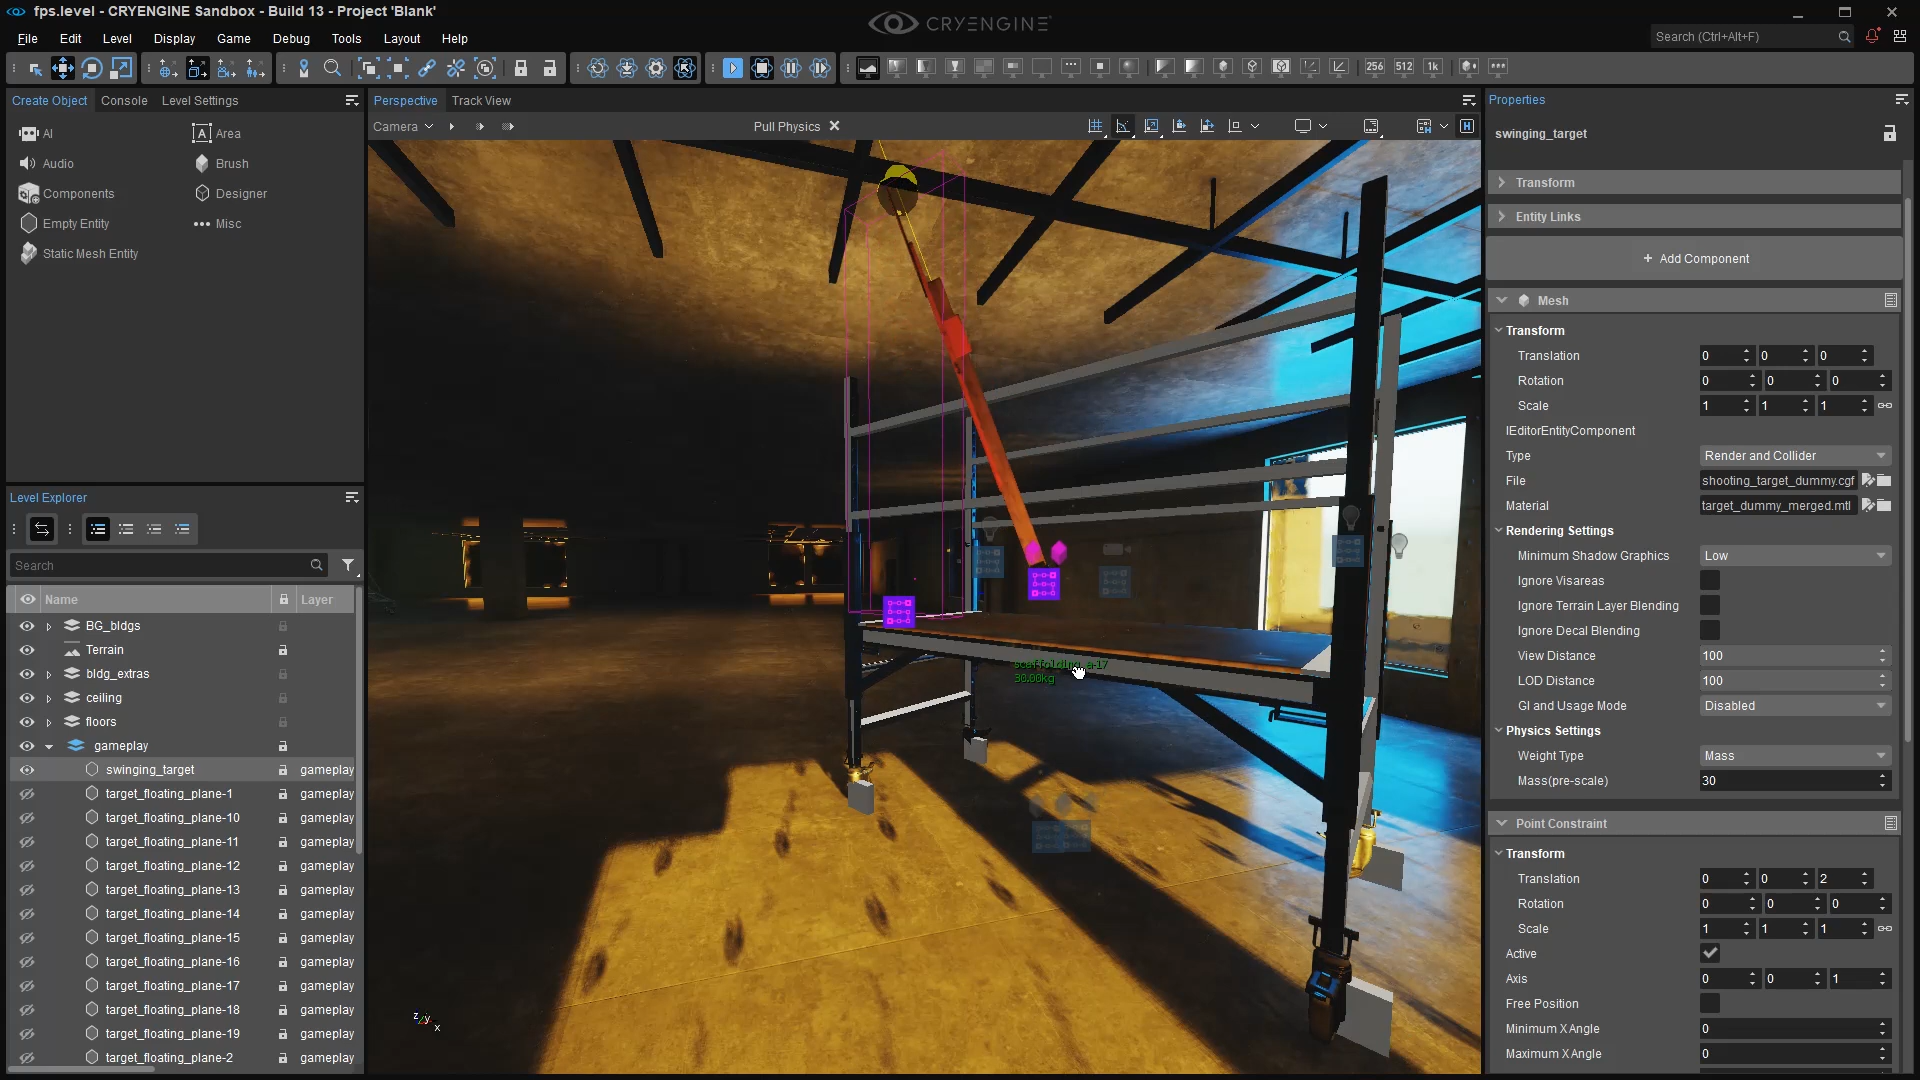 fps.level - CRYENGINE Sandbox - Build 13 - Project 'Blank'
CRYENGINE
File Edit Level Display Game Debug Tools Layout Help
Search (Ctrl+Alt+F)
256 512 1k
Create Object Console Level Settings
AI Area
Audio Brush
Components Designer
Empty Entity Misc
Static Mesh Entity
Level Explorer
Search
Name Layer
BG_bldgs
Terrain
bldg_extras
ceiling
floors
gameplay
swinging_target gameplay
target_floating_plane-1 gameplay
target_floating_plane-10 gameplay
target_floating_plane-11 gameplay
target_floating_plane-12 gameplay
target_floating_plane-13 gameplay
target_floating_plane-14 gameplay
target_floating_plane-15 gameplay
target_floating_plane-16 gameplay
target_floating_plane-17 gameplay
target_floating_plane-18 gameplay
target_floating_plane-19 gameplay
target_floating_plane-2 gameplay
Perspective Track View
Camera Pull Physics
H
scaffolding_a-17
30.00kg
z y x
Properties
swinging_target
Transform
Entity Links
+ Add Component
Mesh
Transform
Translation 0 0 0
Rotation 0 0 0
Scale 1 1 1
IEditorEntityComponent
Type Render and Collider
File shooting_target_dummy.cgf
Material target_dummy_merged.mtl
Rendering Settings
Minimum Shadow Graphics Low
Ignore Visareas
Ignore Terrain Layer Blending
Ignore Decal Blending
View Distance 100
LOD Distance 100
GI and Usage Mode Disabled
Physics Settings
Weight Type Mass
Mass(pre-scale) 30
Point Constraint
Transform
Translation 0 0 2
Rotation 0 0 0
Scale 1 1 1
Active
Axis 0 0 1
Free Position
Minimum X Angle 0
Maximum X Angle 0